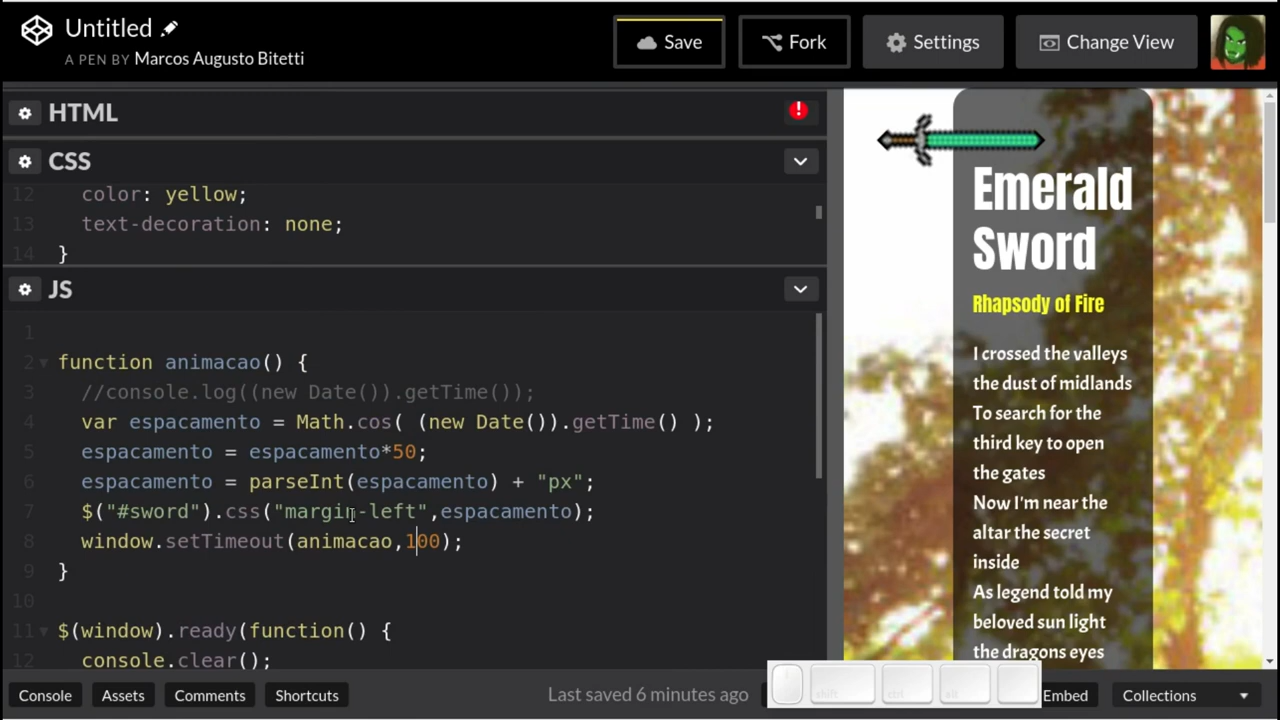 Untitled
A PEN BY Marcos Augusto Bitetti
Save
Fork
Settings
Change View
HTML
!
CSS
12 color: yellow;
13 text-decoration: none;
14 }
JS
1
2 function animacao() {
3 //console.log((new Date()).getTime());
4 var espacamento = Math.cos( (new Date()).getTime() );
5 espacamento = espacamento*50;
6 espacamento = parseInt(espacamento) + "px";
7 $("#sword").css("margin-left",espacamento);
8 window.setTimeout(animacao,100);
9 }
10
11 $(window).ready(function() {
12 console.clear();
Emerald
Sword
Rhapsody of Fire
I crossed the valleys
the dust of midlands
To search for the
third key to open
the gates
Now I'm near the
altar the secret
inside
As legend told my
beloved sun light
the dragons eyes
Console
Assets
Comments
Shortcuts
Last saved 6 minutes ago
shift
ctrl
alt
Embed
Collections